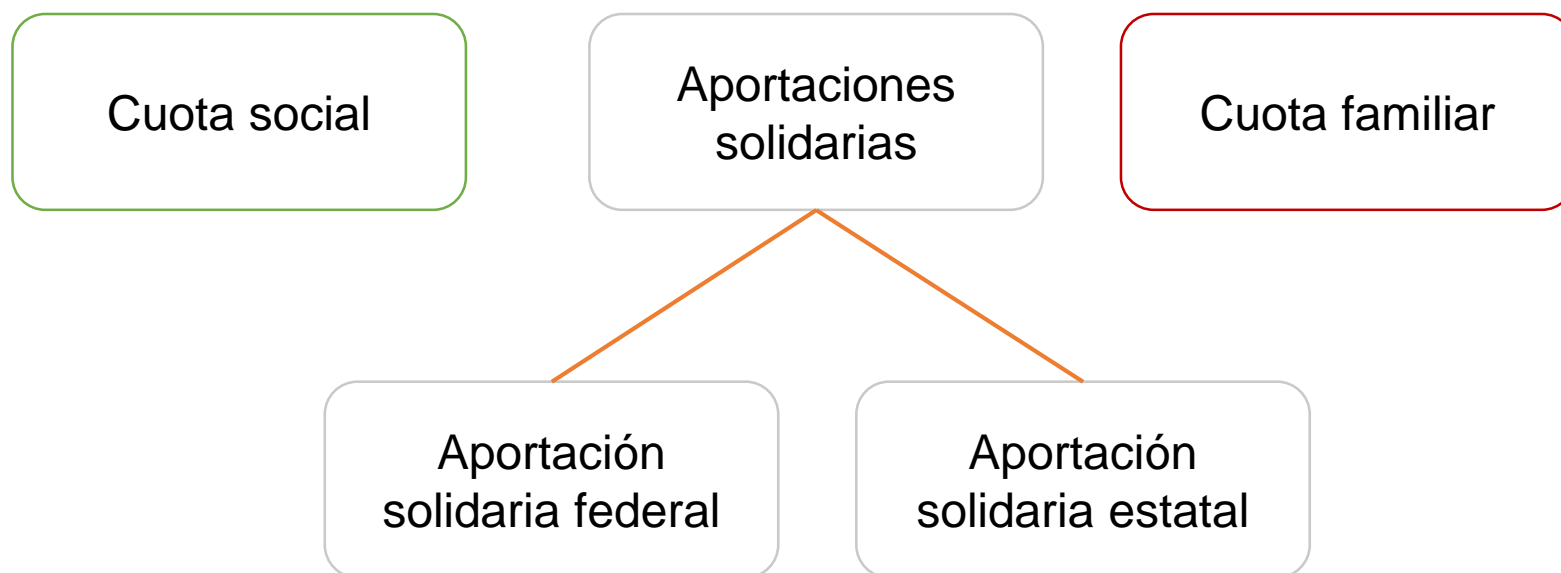 Cuota social
Aportaciones
solidarias
Cuota familiar
Aportación
solidaria federal
Aportación
solidaria estatal